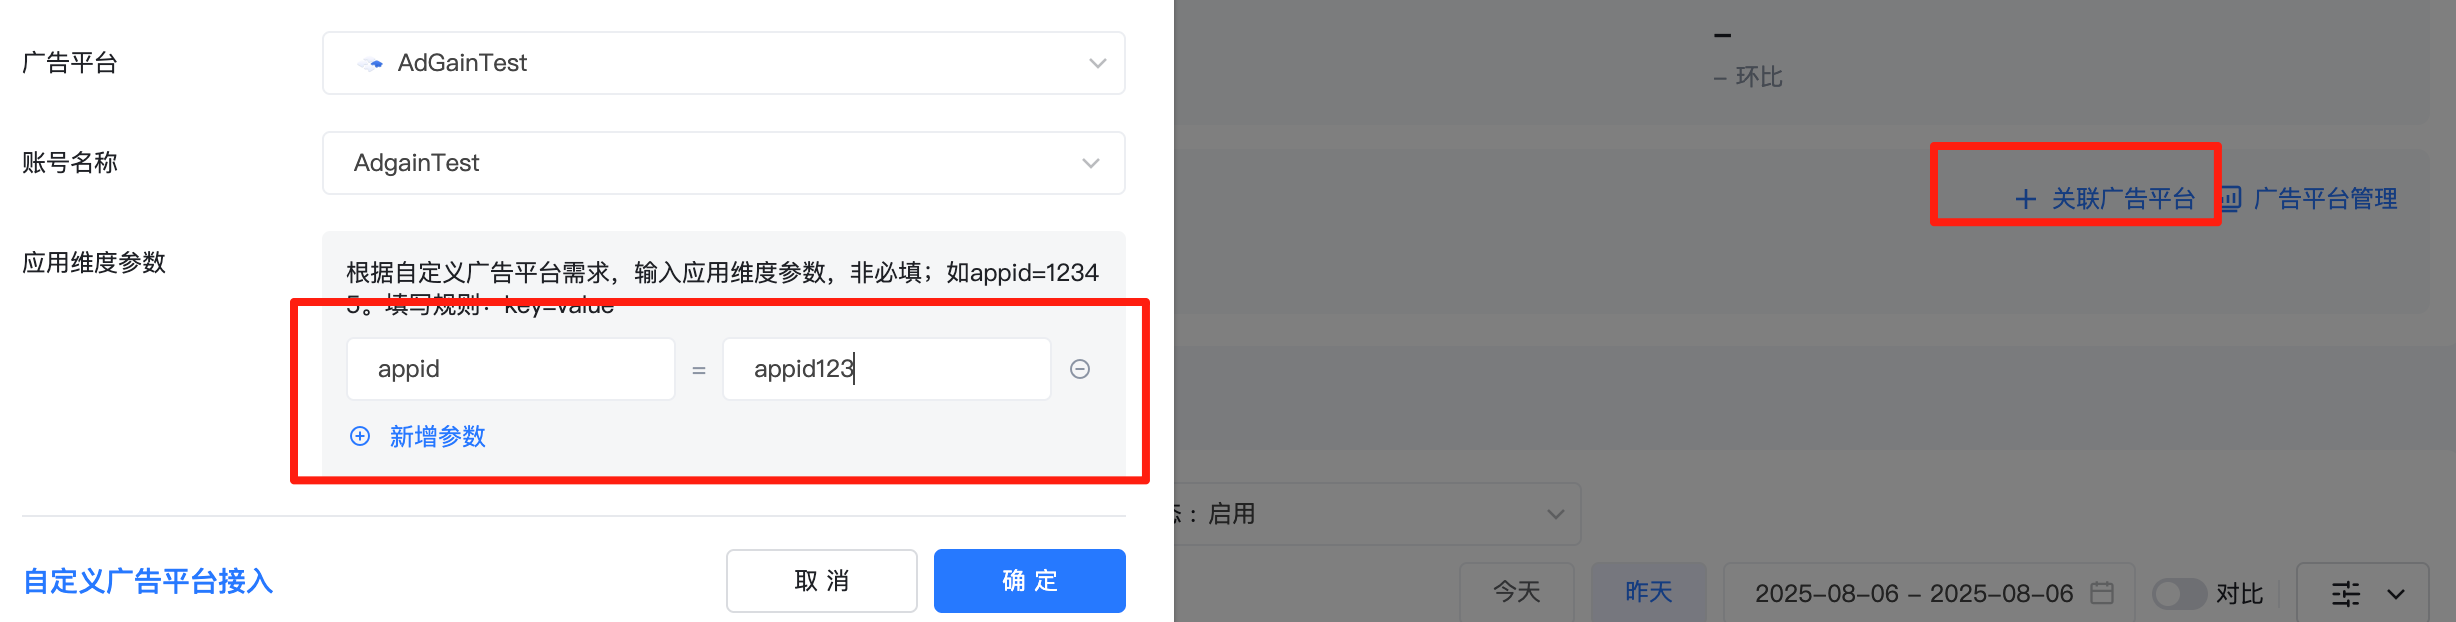 广告平台
AdGainTest
账号名称
AdgainTest
应用维度参数
根据自定义广告平台需求，输入应用维度参数，非必填；如appid=1234
5。填写规则：key=value
appid
=
appid123
新增参数
自定义广告平台接入
取 消
确 定
–
– 环比
+ 关联广告平台
广告平台管理
：启用
今天
昨天
2025-08-06 – 2025-08-06
对比